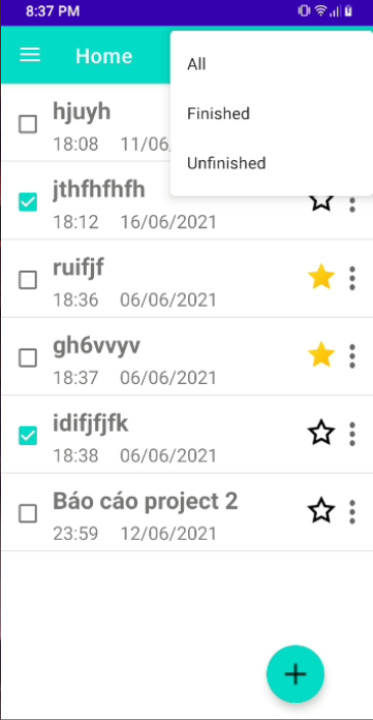 8:37 PM
Home
All
Finished
Unfinished
hjuyh
18:08 11/06
jthfhfhfh
18:12 16/06/2021
ruifjf
18:36 06/06/2021
gh6vvyv
18:37 06/06/2021
idifjfjfk
18:38 06/06/2021
Báo cáo project 2
23:59 12/06/2021